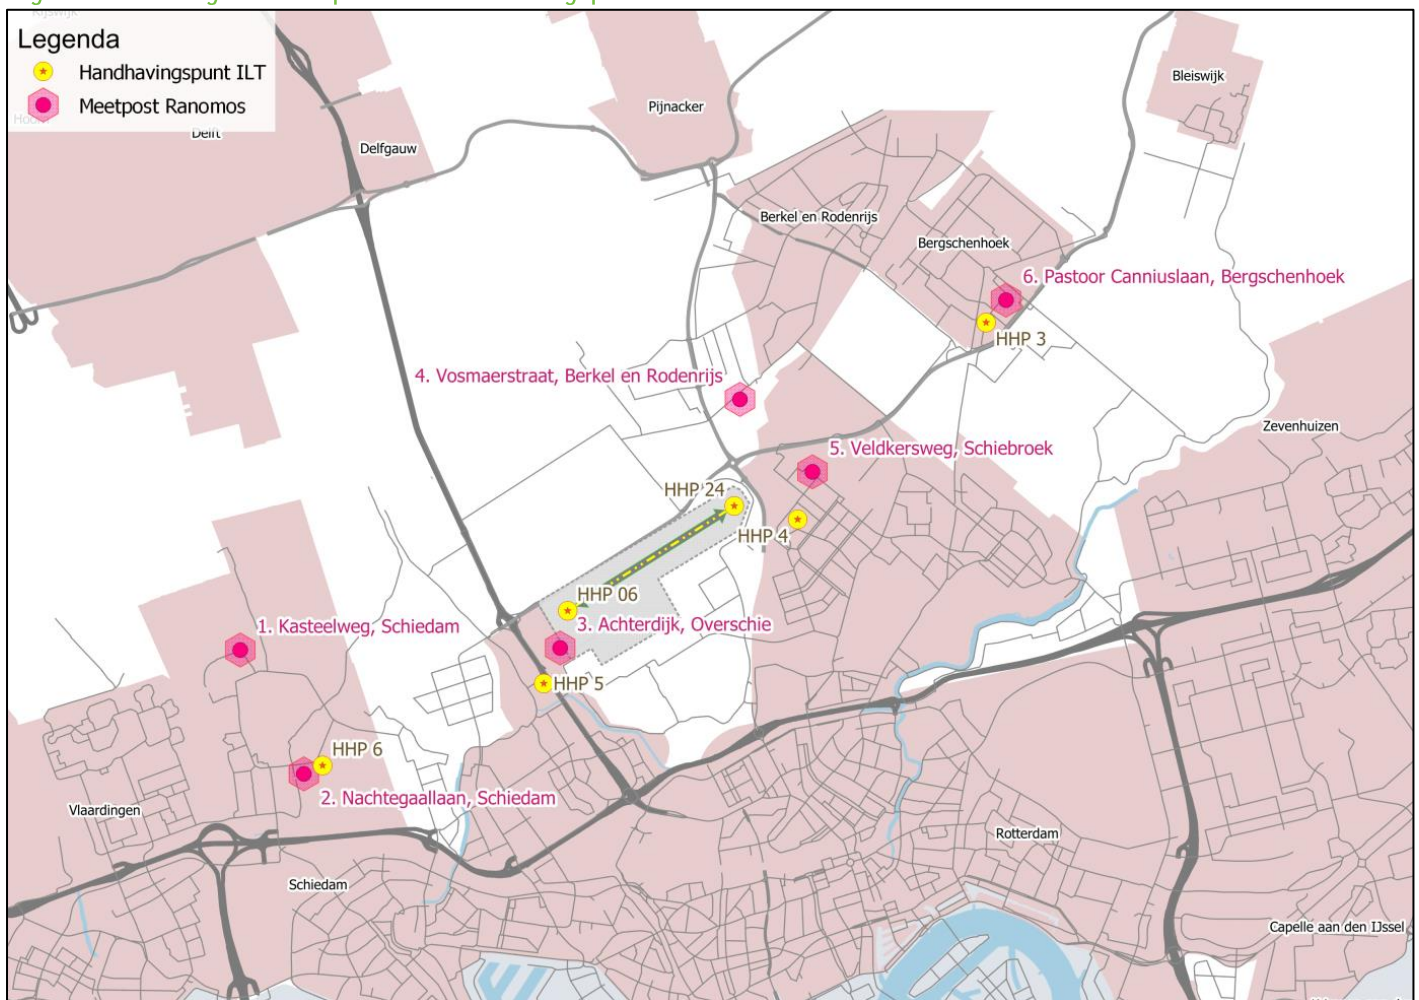 Legenda
Handhavingspunt ILT
Meetpost Ranomos
Delft
Delfgauw
Pijnacker
Bleiswijk
Berkel en Rodenrijs
Bergschenhoek
6. Pastoor Canniuslaan, Bergschenhoek
HHP 3
4. Vosmaerstraat, Berkel en Rodenrijs
Zevenhuizen
5. Veldkersweg, Schiebroek
HHP 24
HHP 4
HHP 06
1. Kasteelweg, Schiedam
3. Achterdijk, Overschie
HHP 5
HHP 6
2. Nachtegaallaan, Schiedam
Vlaardingen
Rotterdam
Schiedam
Capelle aan den IJssel